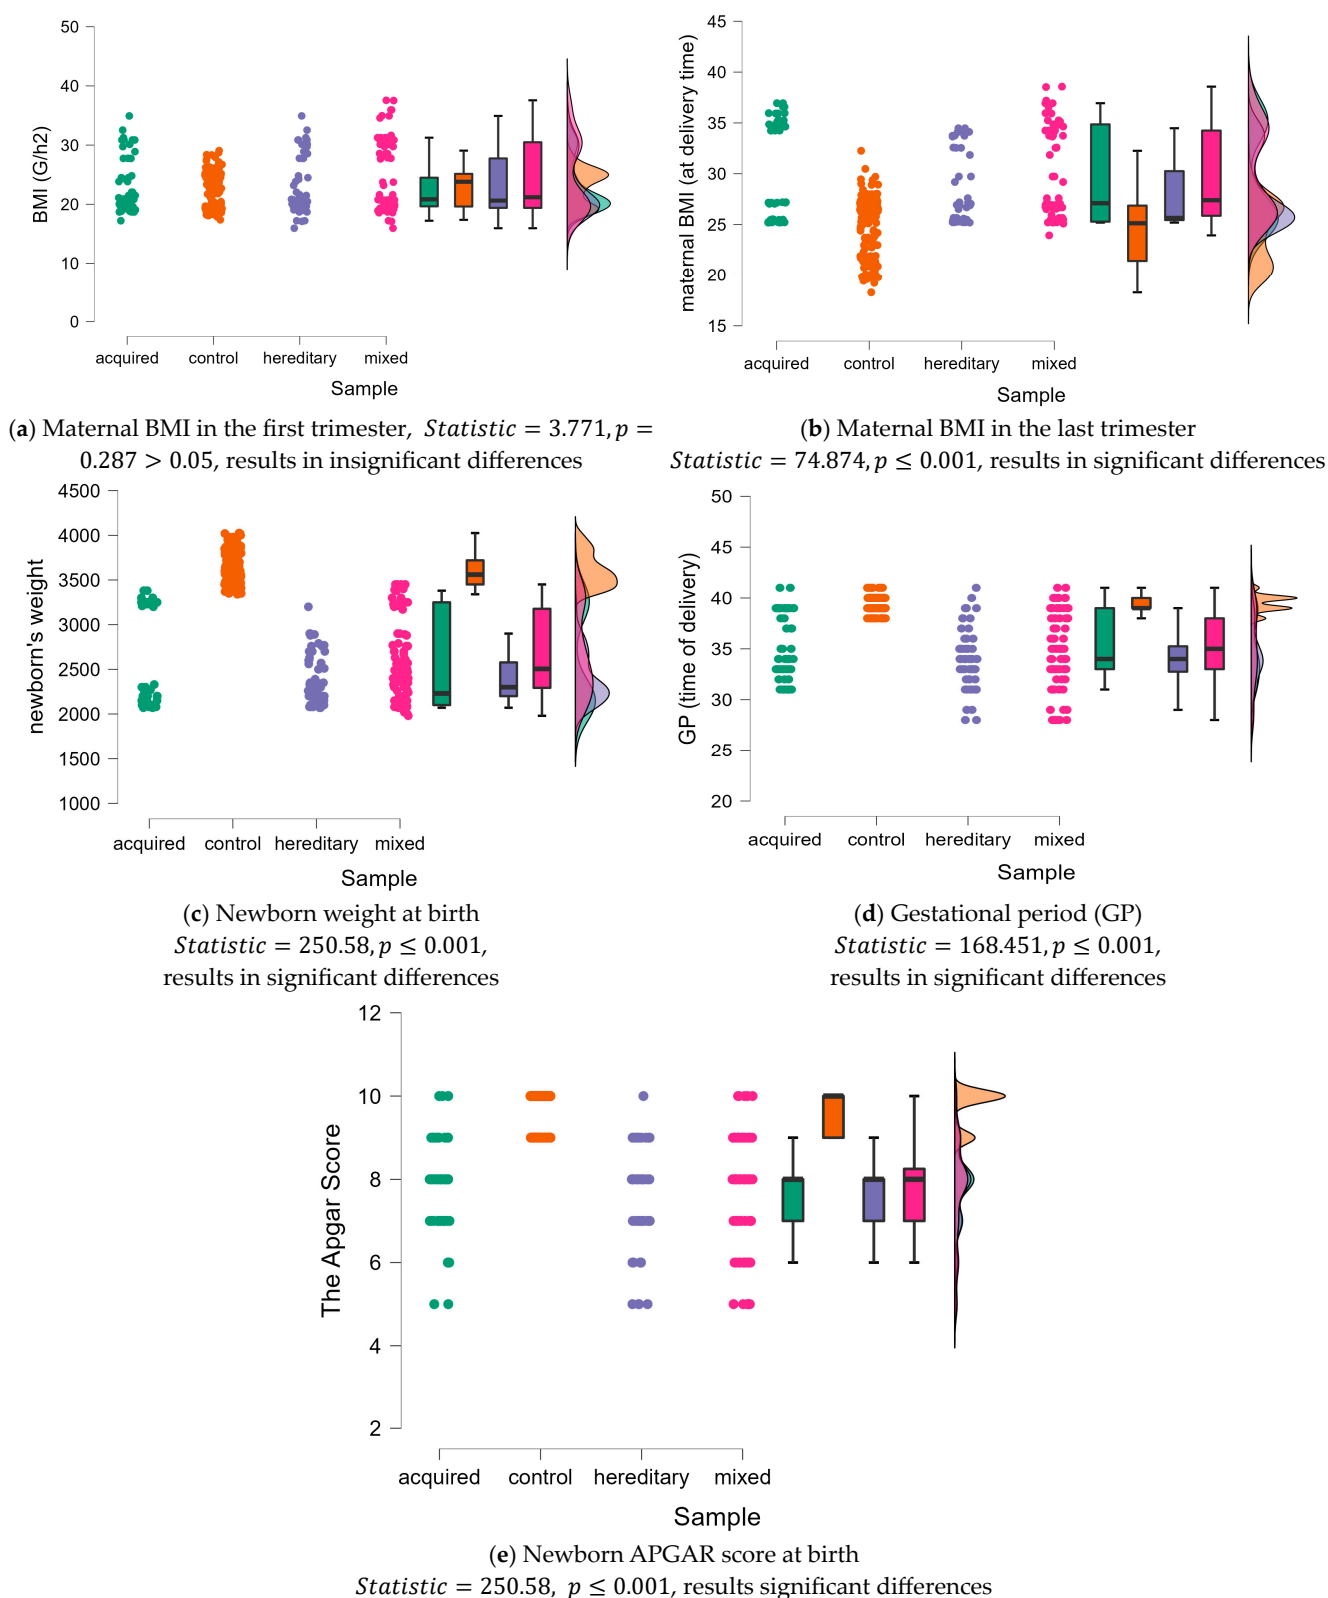 50
40
30
20
10
0
BMI (G/h2)
acquired control hereditary mixed
Sample
45
40
35
30
25
20
15
maternal BMI (at delivery time)
acquired control hereditary mixed
Sample
(a) Maternal BMI in the first trimester, Statistic = 3.771, p =
0.287 > 0.05, results in insignificant differences
(b) Maternal BMI in the last trimester
Statistic = 74.874, p ≤ 0.001, results in significant differences
4500
4000
3500
3000
2500
2000
1500
1000
newborn's weight
acquired control hereditary mixed
Sample
50
45
40
35
30
25
20
GP (time of delivery)
acquired control hereditary mixed
Sample
(c) Newborn weight at birth
Statistic = 250.58, p ≤ 0.001,
results in significant differences
(d) Gestational period (GP)
Statistic = 168.451, p ≤ 0.001,
results in significant differences
12
10
8
6
4
2
The Apgar Score
acquired control hereditary mixed
Sample
(e) Newborn APGAR score at birth
Statistic = 250.58, p ≤ 0.001, results significant differences